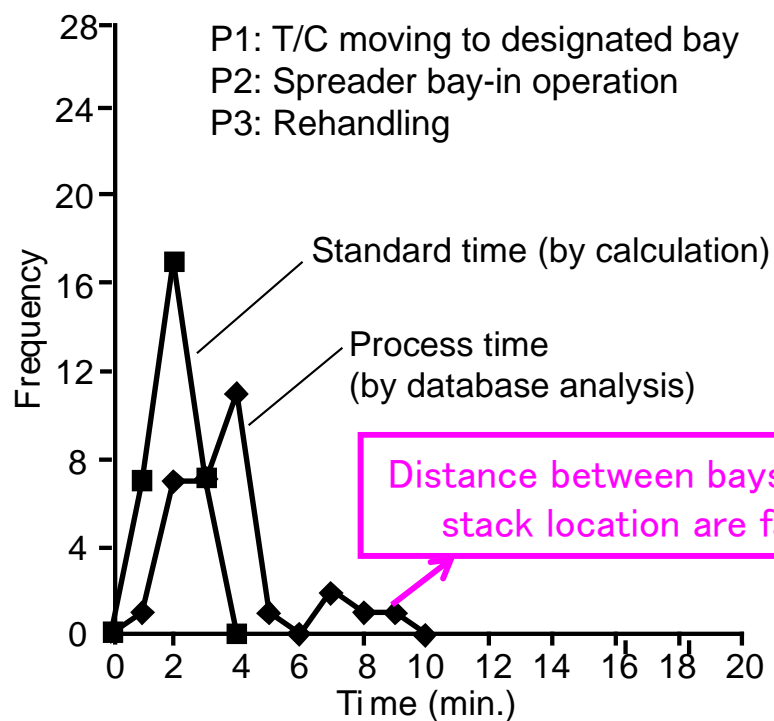 P1: T/C moving to designated bay
P2: Spreader bay-in operation
P3: Rehandling
Standard time (by calculation)
Process time
(by database analysis)
Distance between bays
stack location are
Frequency
28
24
20
16
12
8
4
0
0 2 4 6 8 10 12 14 16 18 20
Time (min.)